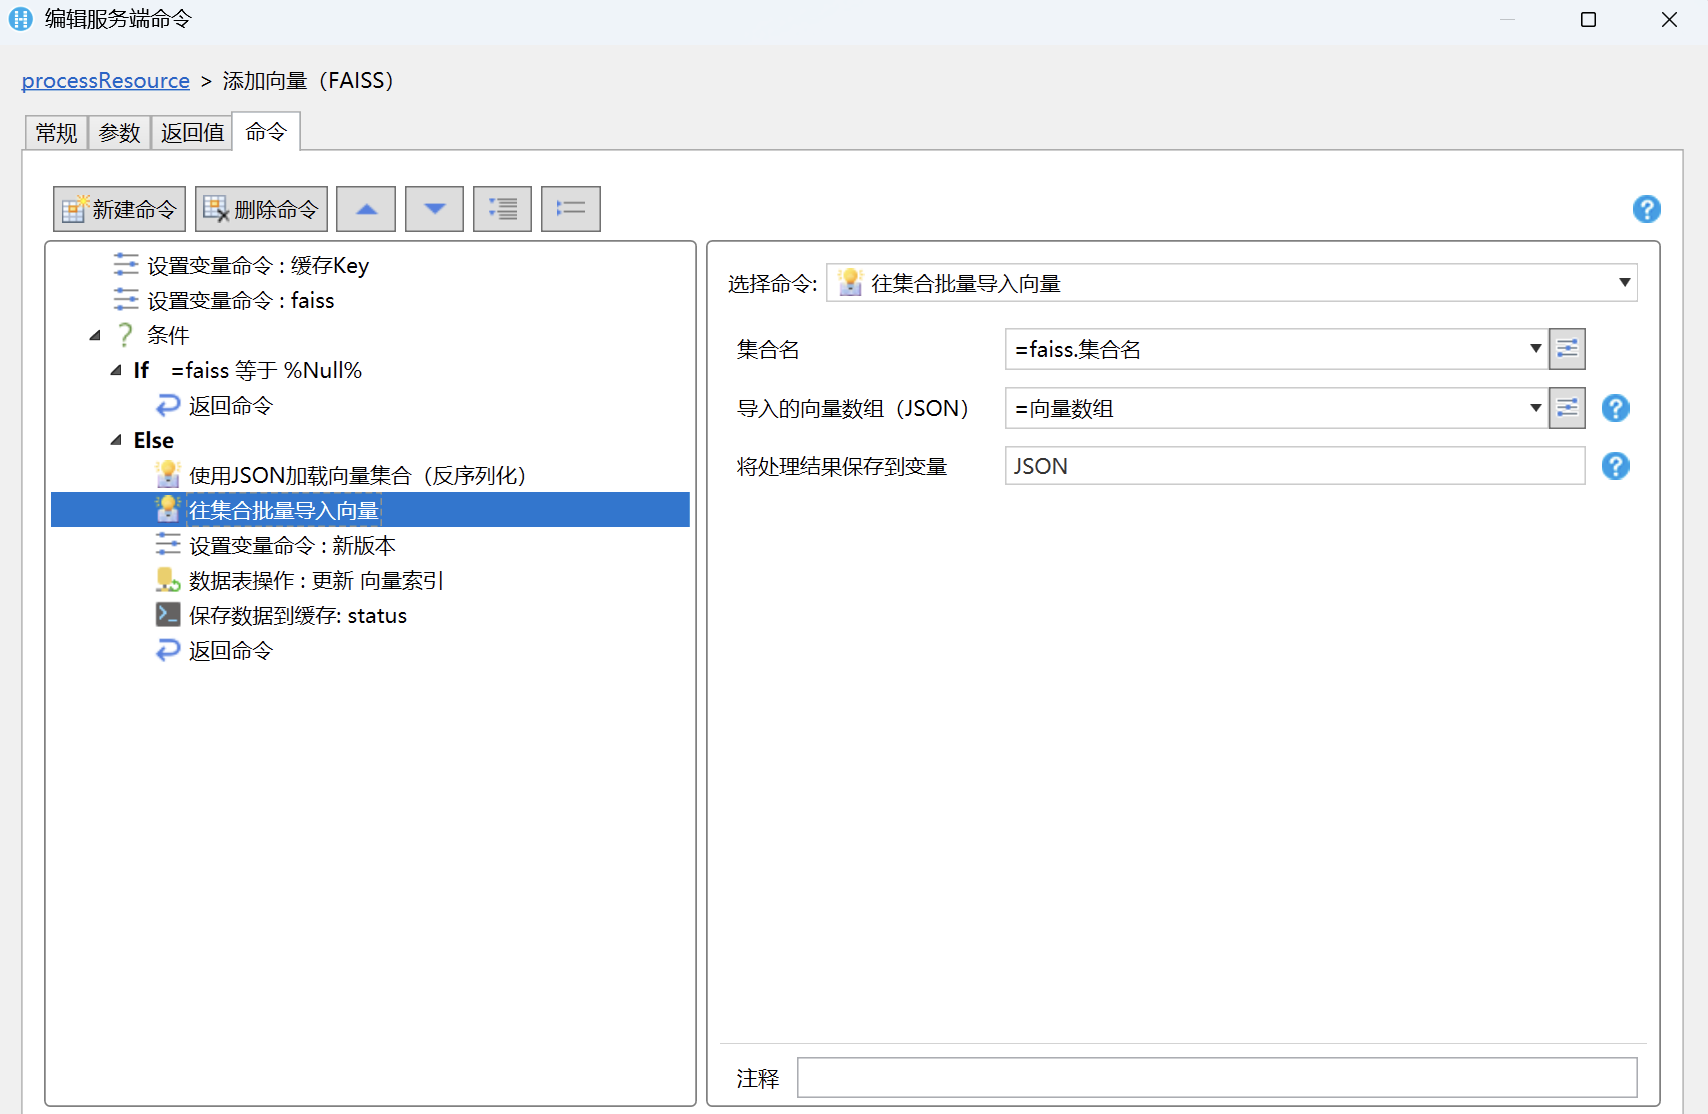 编辑服务端命令
processResource > 添加向量（FAISS）
常规 参数 返回值 命令
新建命令 删除命令
设置变量命令 : 缓存Key
设置变量命令 : faiss
条件
If =faiss 等于 %Null%
返回命令
Else
使用JSON加载向量集合（反序列化）
往集合批量导入向量
设置变量命令 : 新版本
数据表操作 : 更新 向量索引
保存数据到缓存: status
返回命令
选择命令: 往集合批量导入向量
集合名 =faiss.集合名
导入的向量数组（JSON） =向量数组
将处理结果保存到变量 JSON
注释